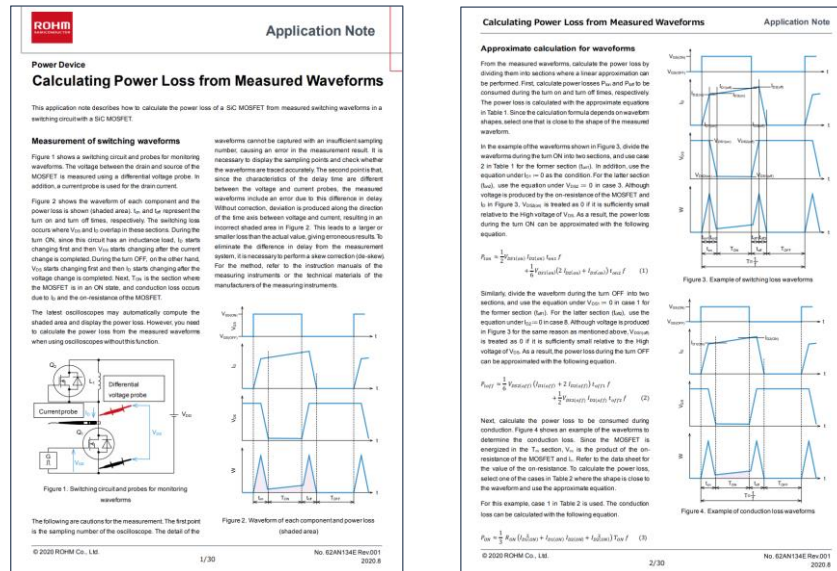 ROHM
SEMICONDUCTOR
Application Note
Power Device
Calculating Power Loss from Measured Waveforms
This application note describes how to calculate the power loss of a SiC MOSFET from measured switching waveforms in a
switching circuit with a SiC MOSFET.
Measurement of switching waveforms
Figure 1 shows a switching circuit and probes for monitoring
waveforms. The voltage between the drain and source of the
MOSFET is measured using a differential voltage probe. In
addition, a current probe is used for the drain current.
Figure 2 shows the waveform of each component and the
power loss is shown (shaded area). ton and toff represent the
turn on and turn off times, respectively. The switching loss
occurs where VDS and ID overlap in these sections. During the
turn ON, since this circuit has an inductance load, ID starts
changing first and then VDS starts changing after the current
change is completed. During the turn OFF, on the other hand,
VDS starts changing first and then ID starts changing after the
voltage change is completed. Next, TON is the section where
the MOSFET is in an ON state, and conduction loss occurs
due to ID and the on-resistance of the MOSFET.
The latest oscilloscopes may automatically compute the
shaded area and display the power loss. However, you need
to calculate the power loss from the measured waveforms
when using oscilloscopes without this function.
Q2
L1
Differential
voltage probe
Current probe
ID
Q1
VDS
VDD
VGS
Figure 1. Switching circuit and probes for monitoring
waveforms
The following are cautions for the measurement. The first point
is the sampling number of the oscilloscope. The detail of the
waveforms cannot be captured with an insufficient sampling
number, causing an error in the measurement result. It is
necessary to display the sampling points and check whether
the waveforms are traced accurately. The second point is that,
since the characteristics of the delay time are different
between the voltage and current probes, the measured
waveforms include an error due to this difference in delay.
Without correction, deviation is produced along the direction
of the time axis between voltage and current, resulting in an
incorrect shaded area in Figure 2. This leads to a larger or
smaller loss than the actual value, giving erroneous results. To
eliminate the difference in delay from the measurement
system, it is necessary to perform a skew correction (de-skew).
For the method, refer to the instruction manuals of the
measuring instruments or the technical materials of the
manufacturers of the measuring instruments.
VGS(ON)
VGS
VGS(OFF)
t
ID
t
VDS
t
W
t
ton TON toff TOFF
Figure 2. Waveform of each component and power loss
(shaded area)
© 2020 ROHM Co., Ltd.
1/30
No. 62AN134E Rev.001
2020.8
Calculating Power Loss from Measured Waveforms
Application Note
Approximate calculation for waveforms
From the measured waveforms, calculate the power loss by
dividing them into sections where a linear approximation can
be performed. First, calculate power losses Pon and Poff to be
consumed during the turn on and turn off times, respectively.
The power loss is calculated with the approximate equations
in Table 1. Since the calculation formula depends on waveform
shapes, select one that is close to the shape of the measured
waveform.
In the example of the waveforms shown in Figure 3, divide the
waveforms during the turn ON into two sections, and use case
2 in Table 1 for the former section (ton1). In addition, use the
equation under ID1 = 0 as the condition. For the latter section
(ton2), use the equation under VDS2 = 0 in case 3. Although
voltage is produced by the on-resistance of the MOSFET and
ID in Figure 3, VDS(on) is treated as 0 if it is sufficiently small
relative to the High voltage of VDS. As a result, the power loss
during the turn ON can be approximated with the following
equation.
Similarly, divide the waveform during the turn OFF into two
sections, and use the equation under VDS1 = 0 in case 1 for
the former section (toff1). For the latter section (toff2), use the
equation under ID2 = 0 in case 8. Although voltage is produced
in Figure 3 for the same reason as mentioned above, VDS(off)
is treated as 0 if it is sufficiently small relative to the High
voltage of VDS. As a result, the power loss during the turn OFF
can be approximated with the following equation.
Next, calculate the power loss to be consumed during
conduction. Figure 4 shows an example of the waveforms to
determine the conduction loss. Since the MOSFET is
energized in the section, is the product of the on-
resistance of the MOSFET and Refer to the data sheet for
the value of the on-resistance. To calculate the power loss,
select one of the cases in Table 2 where the shape is close to
the waveform and use the approximate equation.
For this example, case 1 in Table 2 is used. The conduction
loss can be calculated with the following equation.
Figure 3. Example of switching loss waveforms
Figure 4. Example of conduction loss waveforms
© 2020 ROHM Co., Ltd.
2/30
No. 62AN134E Rev.001
2020.8